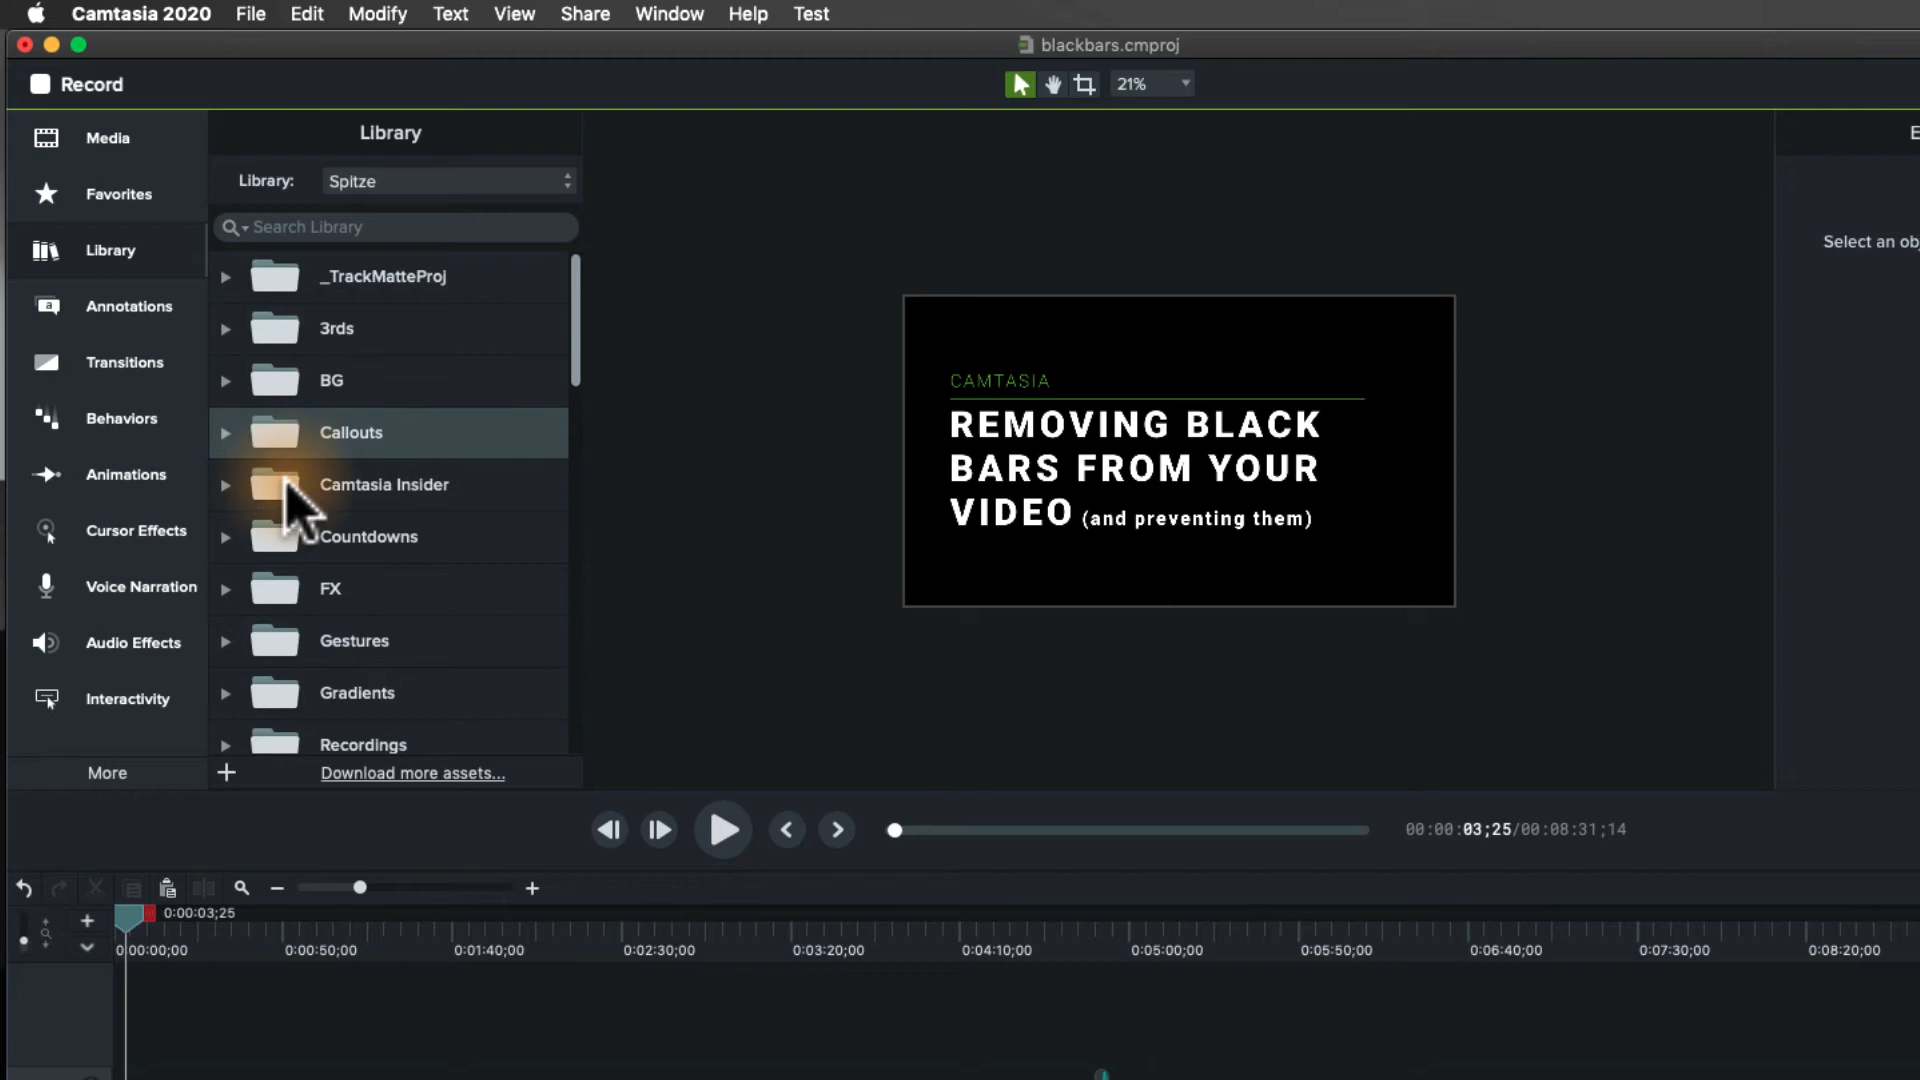 Camtasia 2020 File Edit Modify Text View Share Window Help Test
blackbars.cmproj
Record
21%
Media
Favorites
Library
Annotations
Transitions
Behaviors
Animations
Cursor Effects
Voice Narration
Audio Effects
Interactivity
More
Library
Library: Spitze
Search Library
_TrackMatteProj
3rds
BG
Callouts
Camtasia Insider
Countdowns
FX
Gestures
Gradients
Recordings
Download more assets...
CAMTASIA
REMOVING BLACK
BARS FROM YOUR
VIDEO (and preventing them)
Select an
00:00:03;25/00:08:31;14
0:00:03;25
0:00:00;00 0:00:50;00 0:01:40;00 0:02:30;00 0:03:20;00 0:04:10;00 0:05:00;00 0:05:50;00 0:06:40;00 0:07:30;00 0:08:20;00